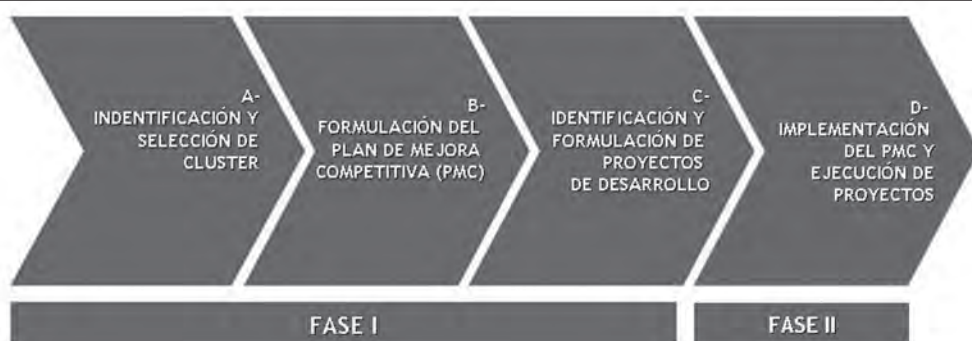 A-
INDENTIFICACIÓN Y
SELECCIÓN DE
CLUSTER
B-
FORMULACIÓN DEL
PLAN DE MEJORA
COMPETITIVA (PMC)
C-
IDENTIFICACIÓN Y
FORMULACIÓN DE
PROYECTOS
DE DESARROLLO
D-
IMPLEMENTACIÓN
DEL PMC Y
EJECUCIÓN DE
PROYECTOS
FASE I
FASE II